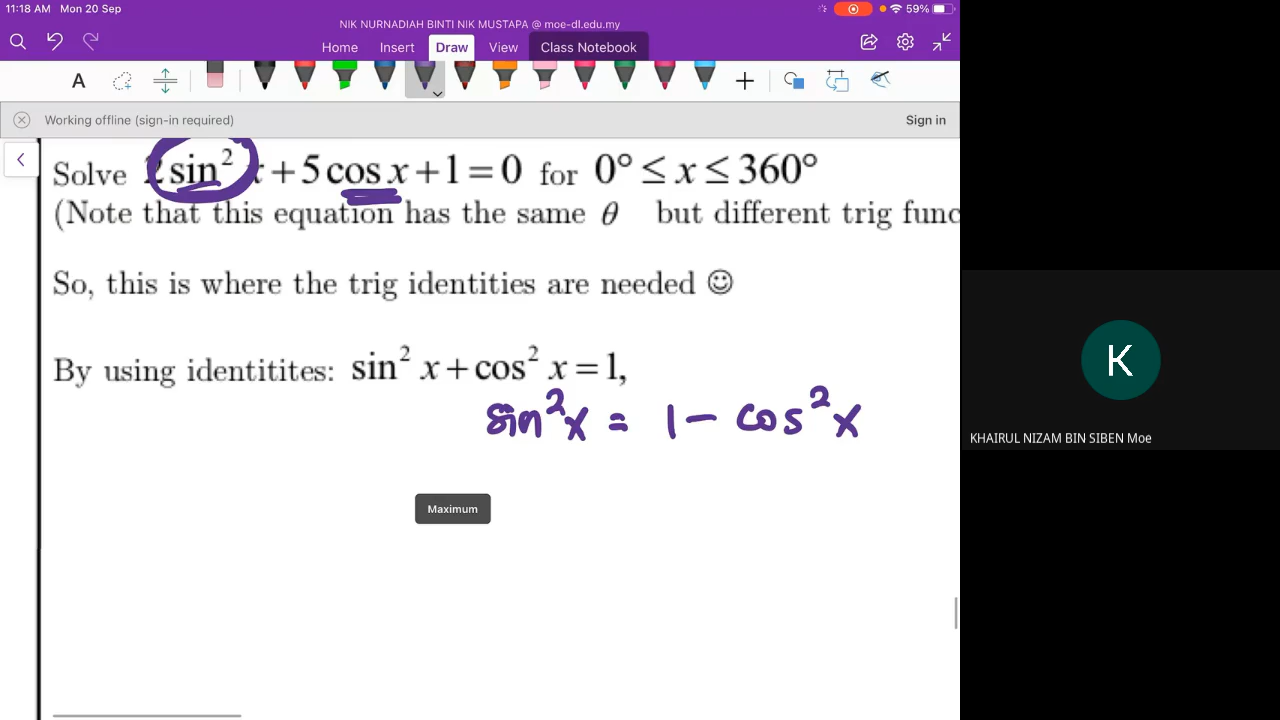 11:18 AM Mon 20 Sep
59%
NIK NURNADIAH BINTI NIK MUSTAPA @ moe-dl.edu.my
Home Insert Draw View Class Notebook
A
Working offline (sign-in required) Sign in
Solve 2 sin² x + 5 cos x + 1 = 0 for 0° ≤ x ≤ 360°
(Note that this equation has the same θ but different trig func
So, this is where the trig identities are needed ☺
By using identitites: sin² x + cos² x = 1,
sin²x = 1 - cos²x
Maximum
K
KHAIRUL NIZAM BIN SIBEN Moe